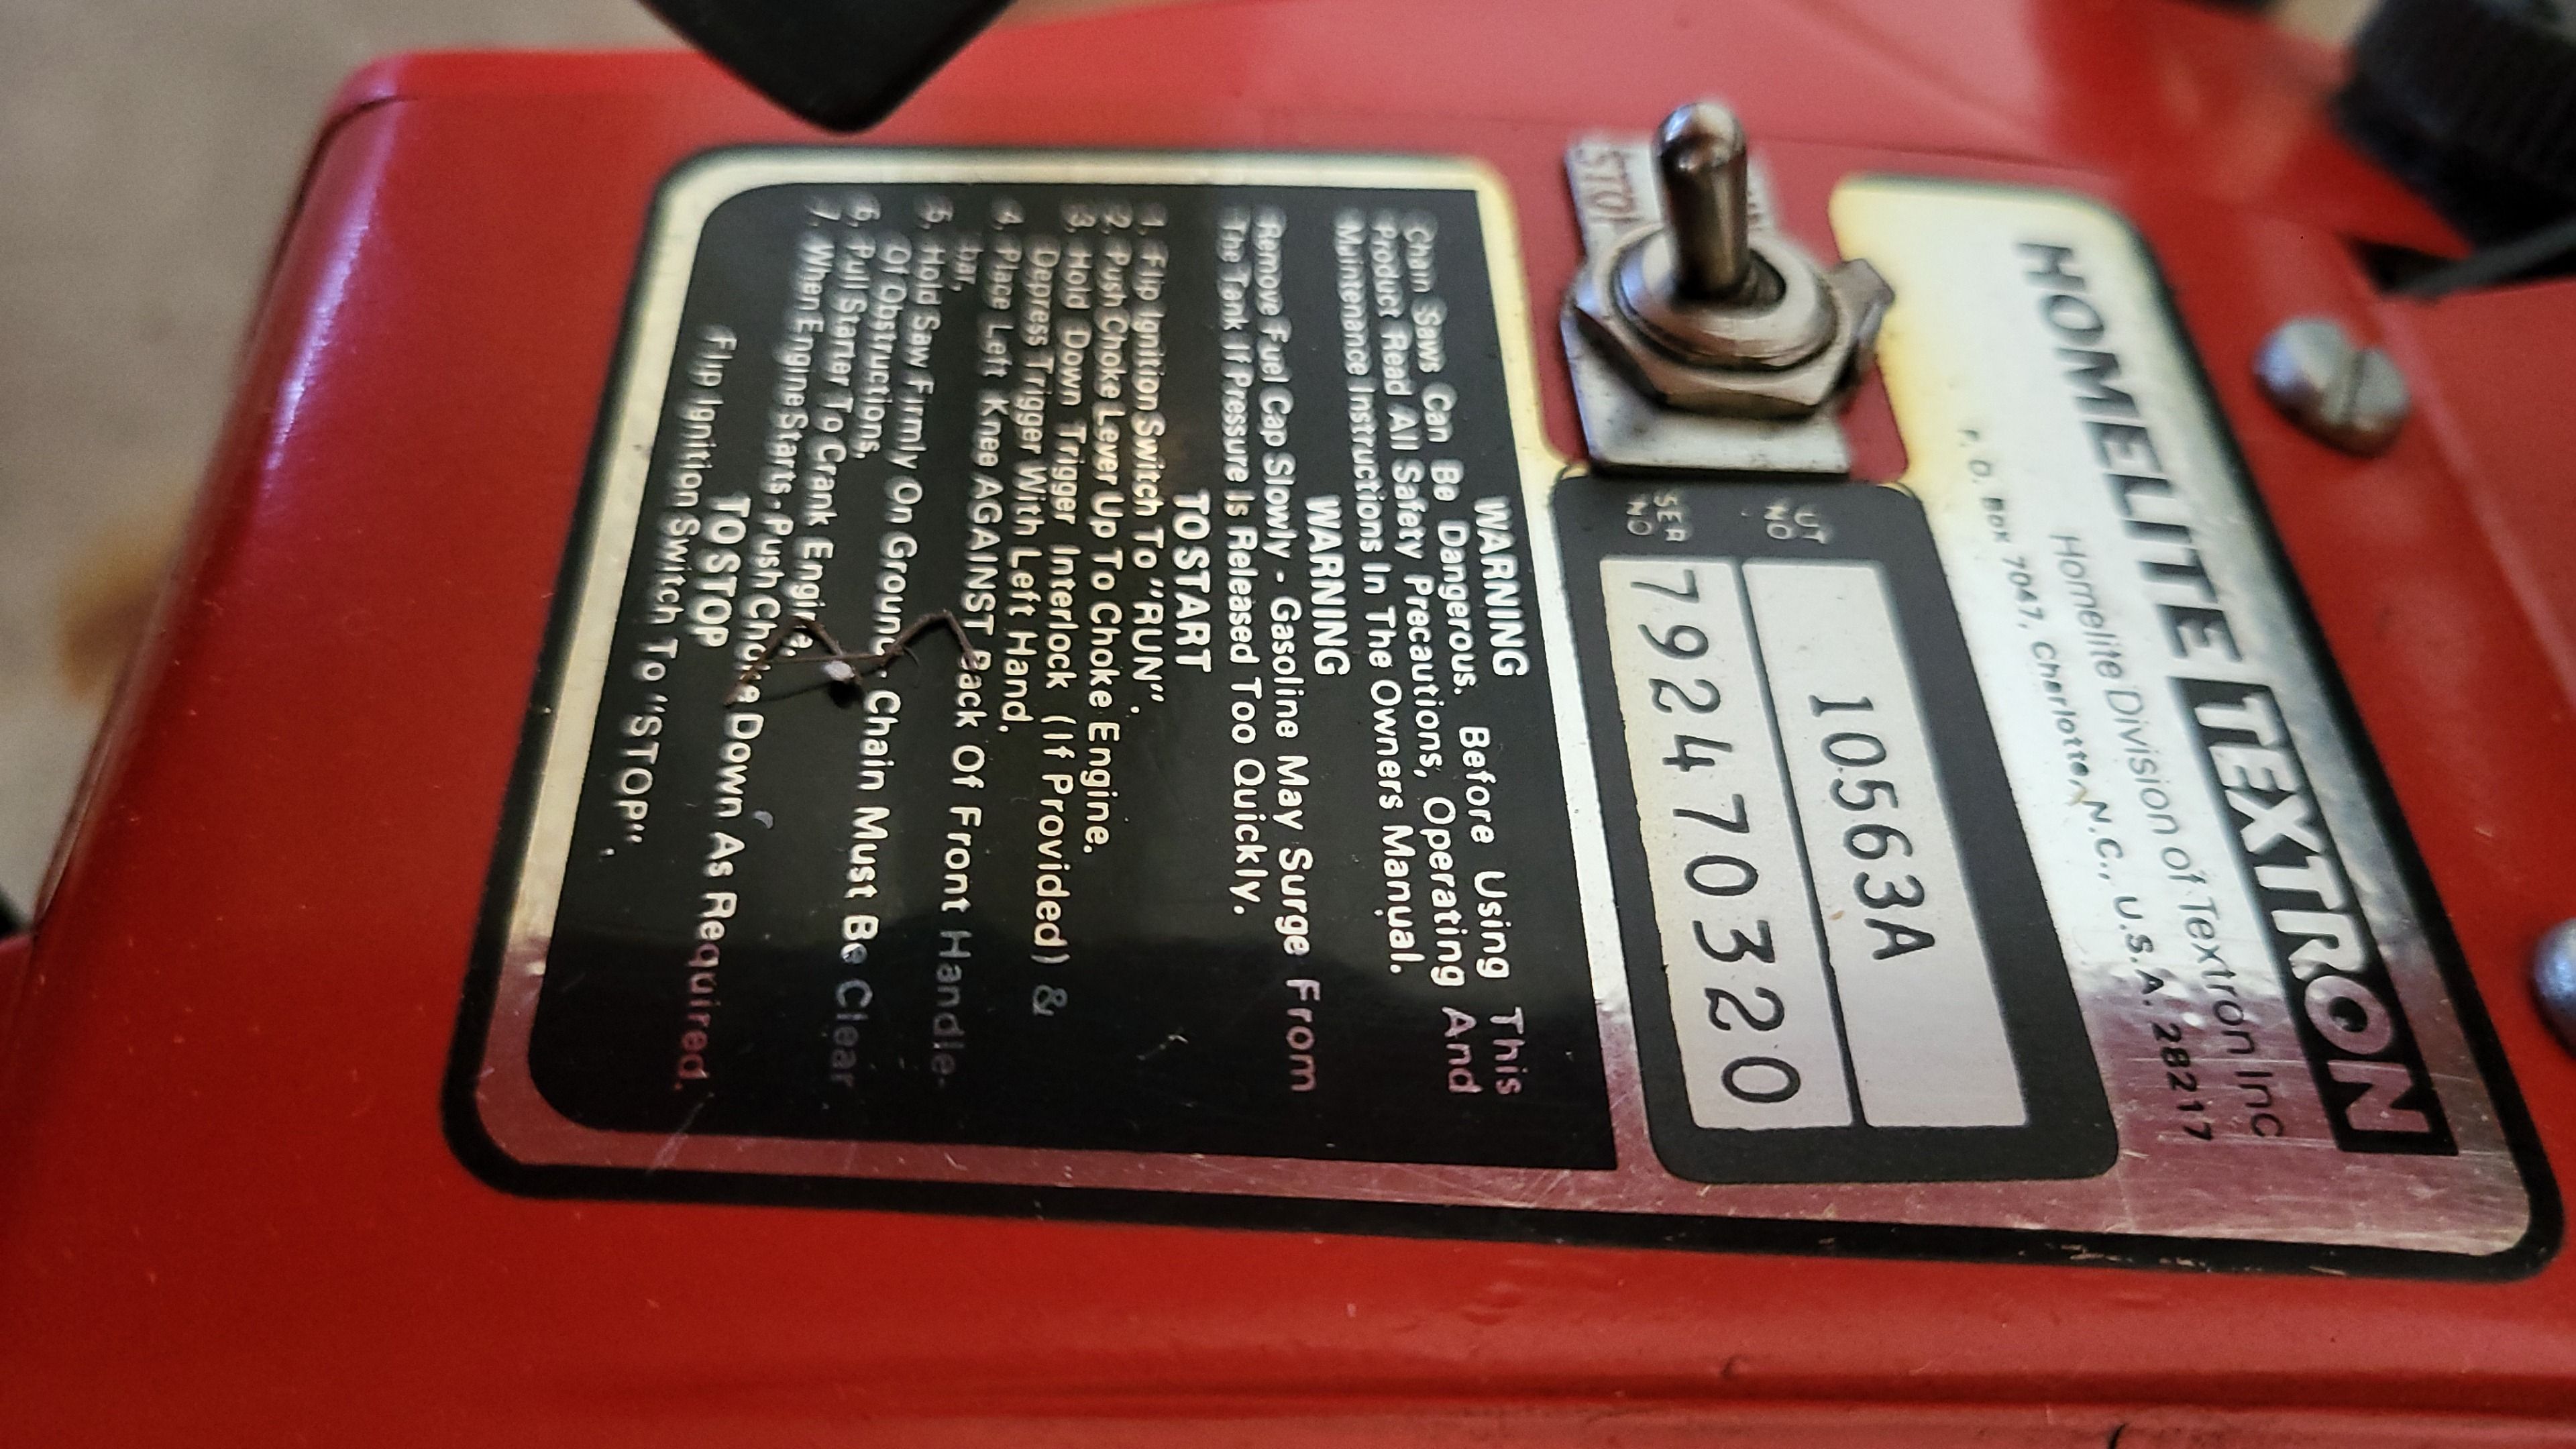 HOMELITE TEXTRON
Homelite Division of Textron Inc
P. O. Box 7047, Charlotte, N.C., U.S.A. 28217
UT
NO
10563A
SER
NO
792470320
STOP
WARNING
Chain Saws Can Be Dangerous. Before Using This
Product Read All Safety Precautions, Operating And
Maintenance Instructions In The Owners Manual.
WARNING
Remove Fuel Cap Slowly - Gasoline May Surge From
The Tank If Pressure Is Released Too Quickly.
TO START
1. Flip Ignition Switch To "RUN".
2. Push Choke Lever Up To Choke Engine.
3. Hold Down Trigger Interlock (If Provided) &
Depress Trigger With Left Hand.
4. Place Left Knee AGAINST Back Of Front Handle-
bar.
5. Hold Saw Firmly On Ground, Chain Must Be Clear
Of Obstructions.
6. Pull Starter To Crank Engine.
7. When Engine Starts, Push Choke Down As Required.
TO STOP
Flip Ignition Switch To "STOP".